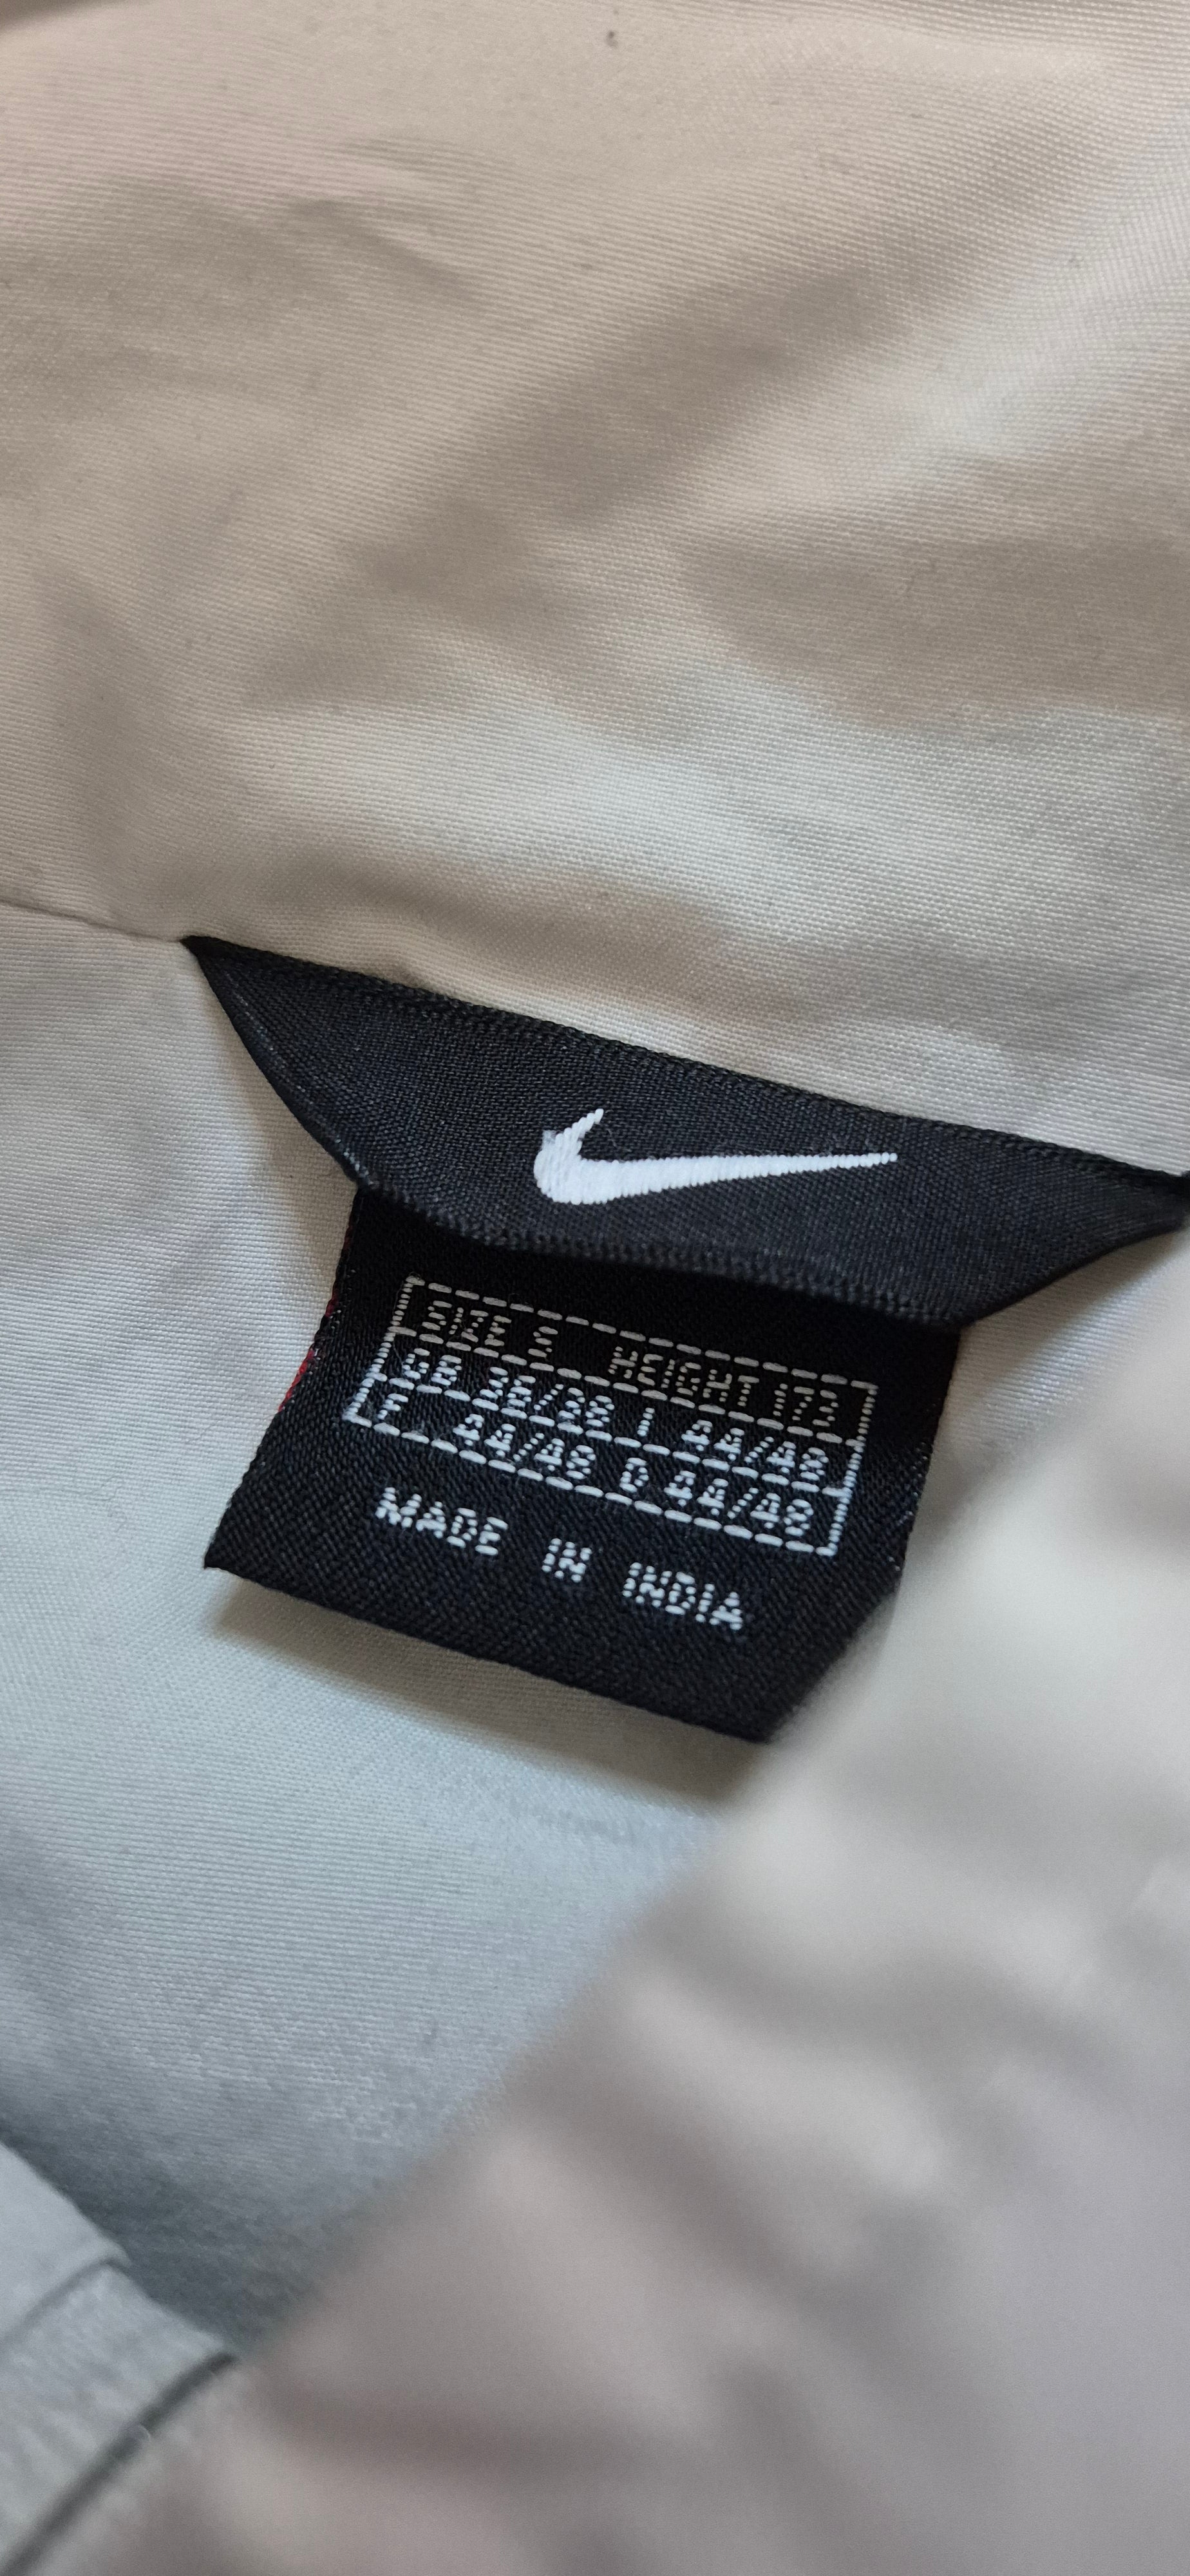 SIZE S HEIGHT 173
GB 36/38 I 44/48
F 44/48 D 44/48
MADE IN INDIA